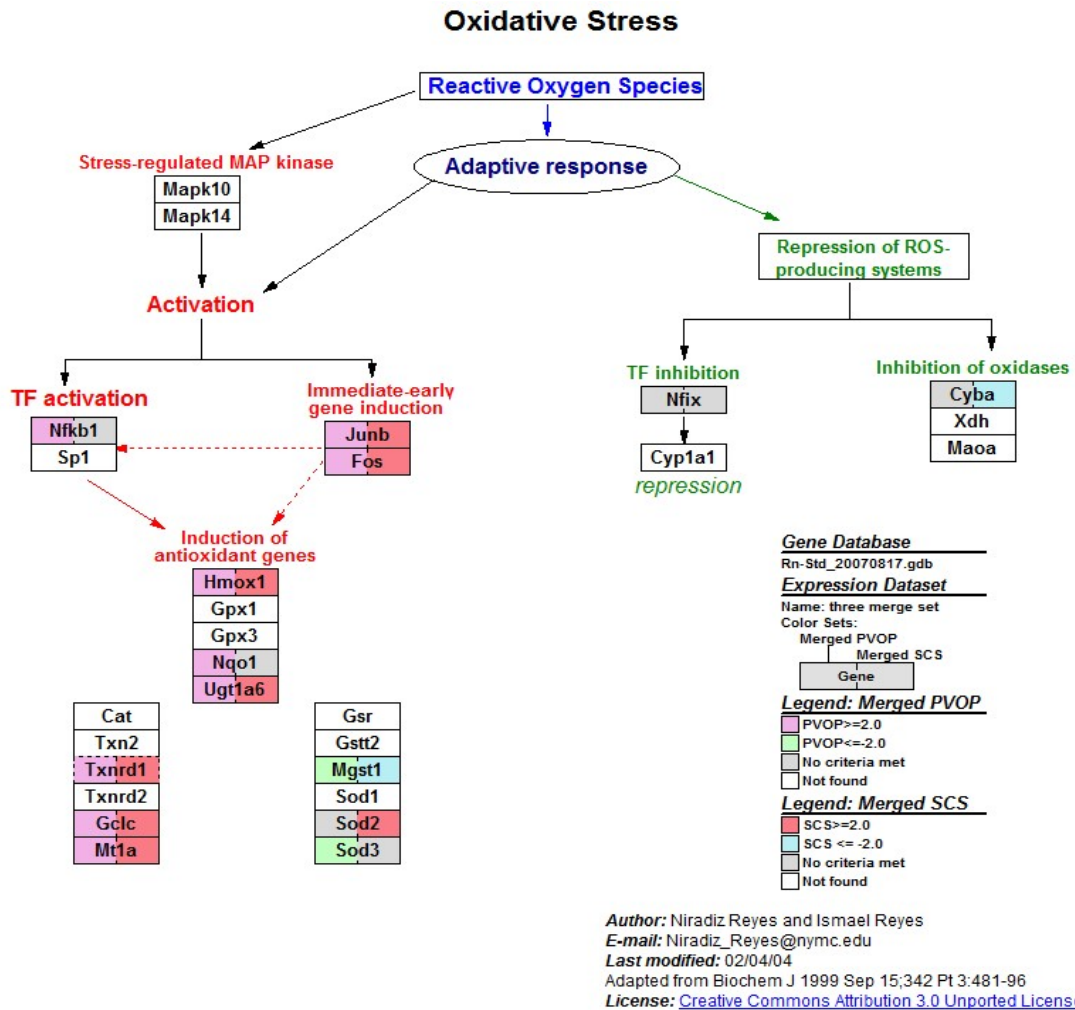 Oxidative Stress
Reactive Oxygen Species
Adaptive response
Stress-regulated MAP kinase
Mapk10
Mapk14
Activation
Repression of ROS-
producing systems
TF activation
Nfkb1
Sp1
Immediate-early
gene induction
Junb
Fos
TF inhibition
Nfix
Cyp1a1
repression
Inhibition of oxidases
Cyba
Xdh
Maoa
Induction of
antioxidant genes
Hmox1
Gpx1
Gpx3
Nqo1
Ugt1a6
Cat
Txn2
Txnrd1
Txnrd2
Gclc
Mt1a
Gsr
Gstt2
Mgst1
Sod1
Sod2
Sod3
Gene Database
Rn-Std_20070817.gdb
Expression Dataset
Name: three merge set
Color Sets:
Merged PVOP
Merged SCS
Gene
Legend: Merged PVOP
PVOP>=2.0
PVOP<=-2.0
No criteria met
Not found
Legend: Merged SCS
SCS>=2.0
SCS <= -2.0
No criteria met
Not found
Author: Niradiz Reyes and Ismael Reyes
E-mail: Niradiz_Reyes@nymc.edu
Last modified: 02/04/04
Adapted from Biochem J 1999 Sep 15;342 Pt 3:481-96
License: Creative Commons Attribution 3.0 Unported License